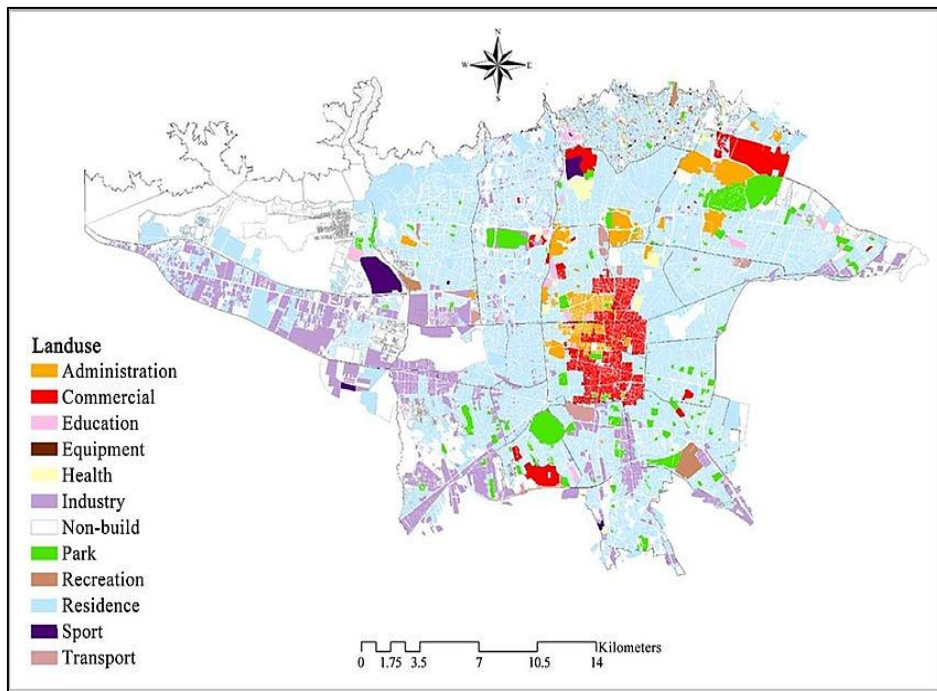 N
W E
S
Landuse
Administration
Commercial
Education
Equipment
Health
Industry
Non-build
Park
Recreation
Residence
Sport
Transport
Kilometers
0 1.75 3.5 7 10.5 14